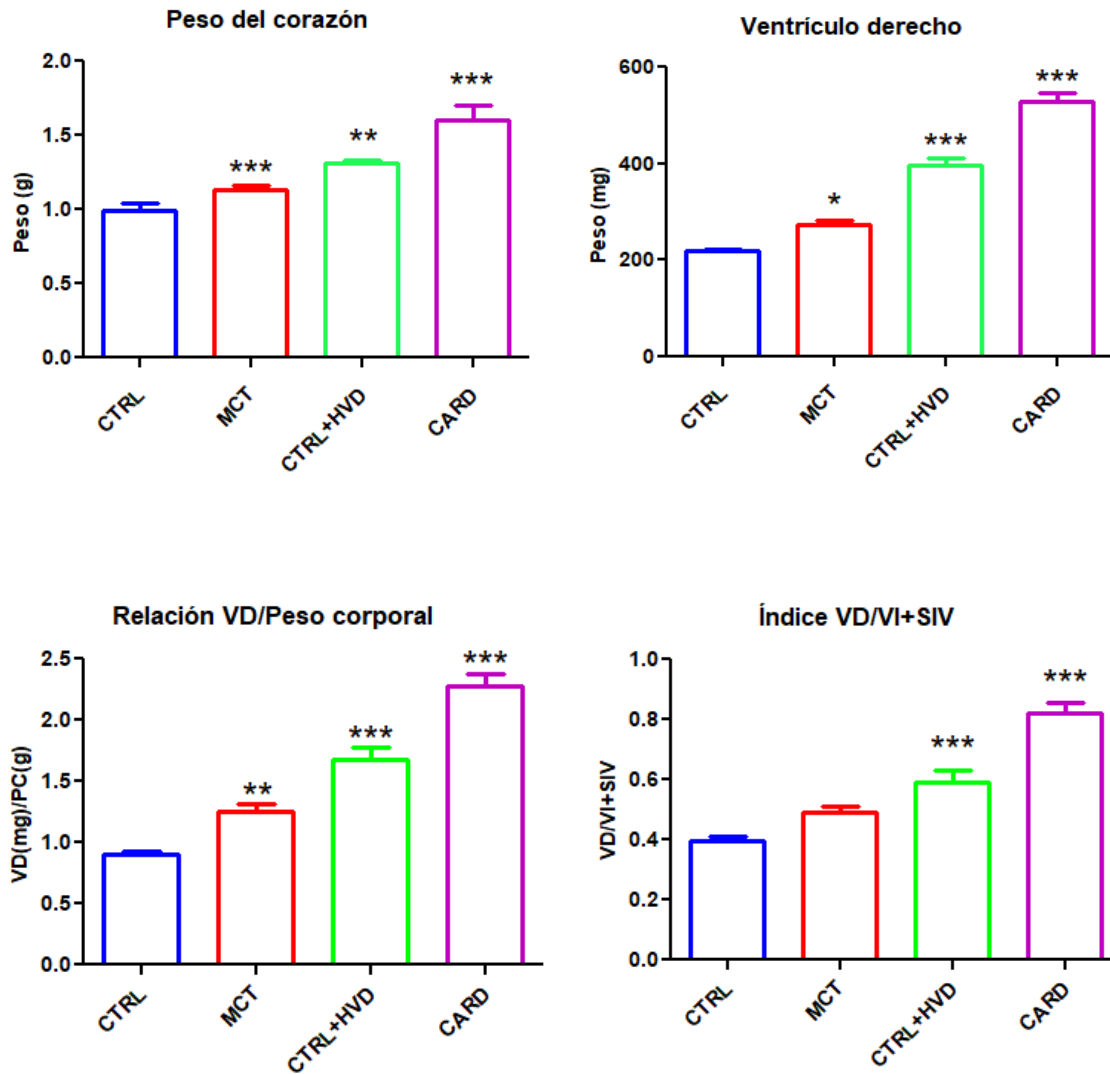 Peso del corazón
Peso (g)
2.0
1.5
1.0
0.5
0.0
***
**
***
CTRL
MCT
CTRL+HVD
CARD
Ventrículo derecho
Peso (mg)
600
400
200
0
*
***
***
CTRL
MCT
CTRL+HVD
CARD
Relación VD/Peso corporal
VD(mg)/PC(g)
2.5
2.0
1.5
1.0
0.5
0.0
**
***
***
CTRL
MCT
CTRL+HVD
CARD
Índice VD/VI+SIV
VD/VI+SIV
1.0
0.8
0.6
0.4
0.2
0.0
***
***
CTRL
MCT
CTRL+HVD
CARD